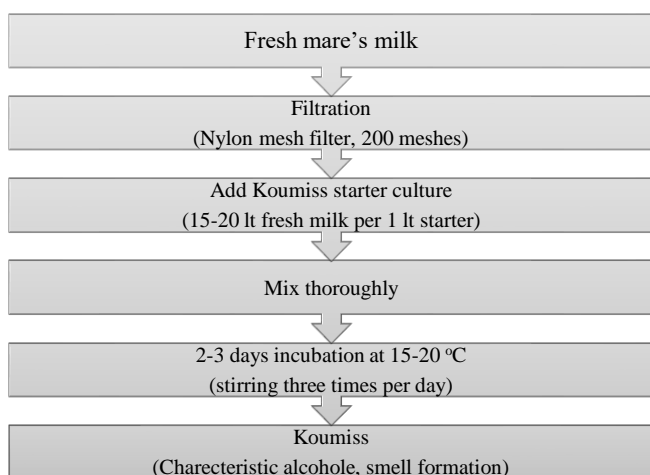 Fresh mare’s milk
Filtration
(Nylon mesh filter, 200 meshes)
Add Koumiss starter culture
(15-20 lt fresh milk per 1 lt starter)
Mix thoroughly
2-3 days incubation at 15-20 ºC
(stirring three times per day)
Koumiss
(Charecteristic alcohole, smell formation)